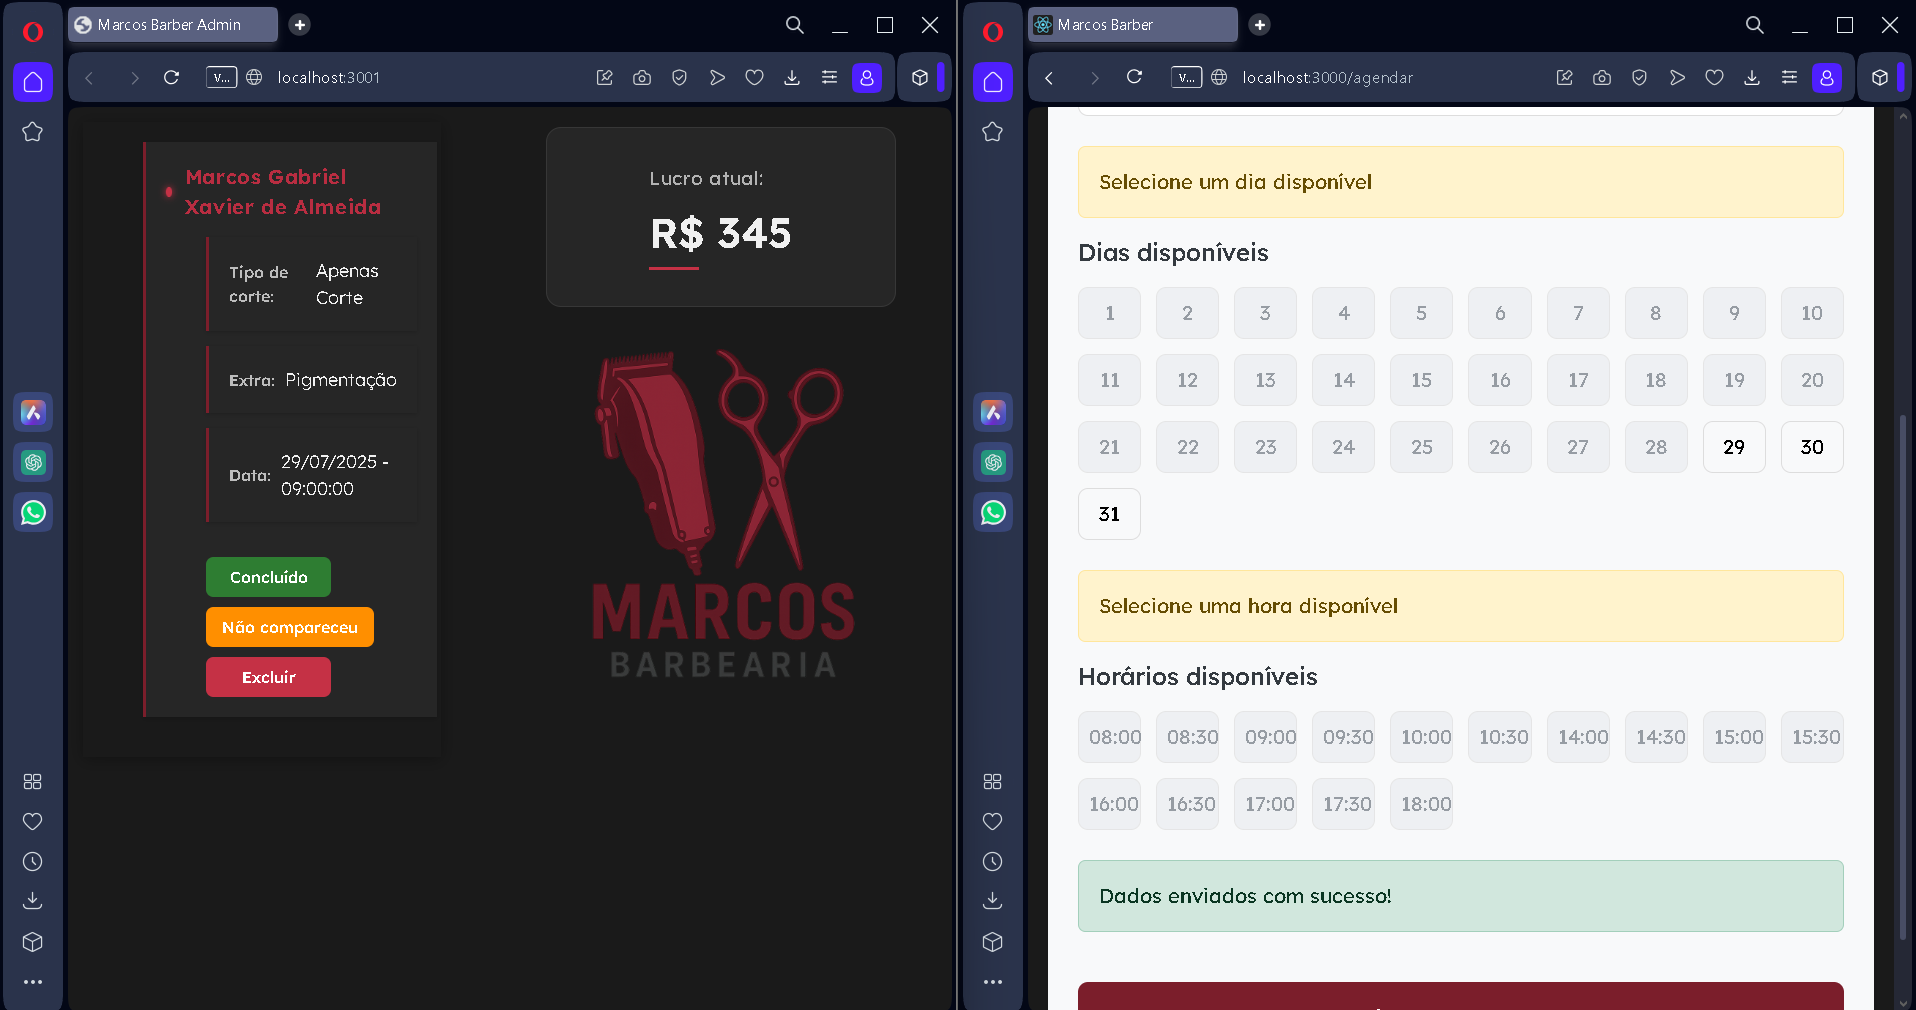 Marcos Barber Admin
V...
localhost:3001
Marcos Gabriel
Xavier de Almeida
Tipo de
corte:
Apenas
Corte
Extra: Pigmentação
Data:
29/07/2025 -
09:00:00
Concluído
Não compareceu
Excluír
Lucro atual:
R$ 345
MARCOS
BARBEARIA
Marcos Barber
V...
localhost:3000/agendar
Selecione um dia disponível
Dias disponíveis
1 2 3 4 5 6 7 8 9 10
11 12 13 14 15 16 17 18 19 20
21 22 23 24 25 26 27 28 29 30
31
Selecione uma hora disponível
Horários disponíveis
08:00 08:30 09:00 09:30 10:00 10:30 14:00 14:30 15:00 15:30
16:00 16:30 17:00 17:30 18:00
Dados enviados com sucesso!